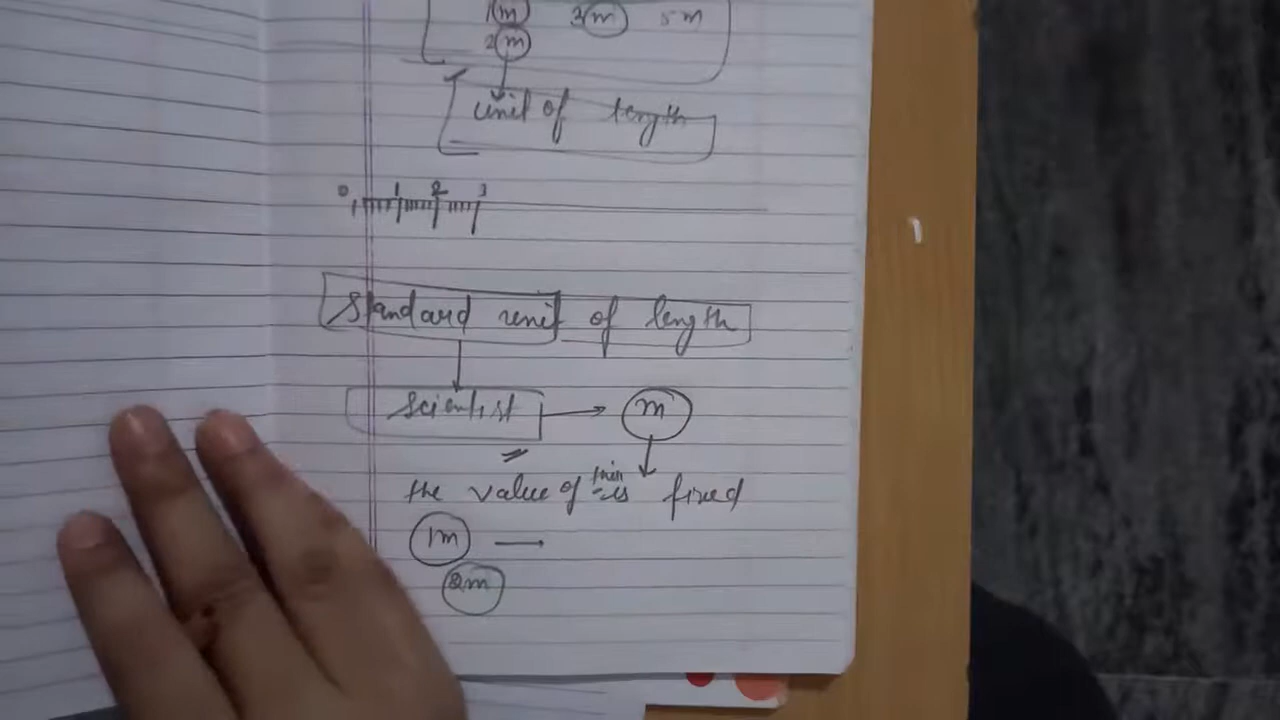 1m 3m 5m
2m
unit of length
0 1 2 3
Standard unit of length
Scientist m
the value of this is fixed
1m
2m